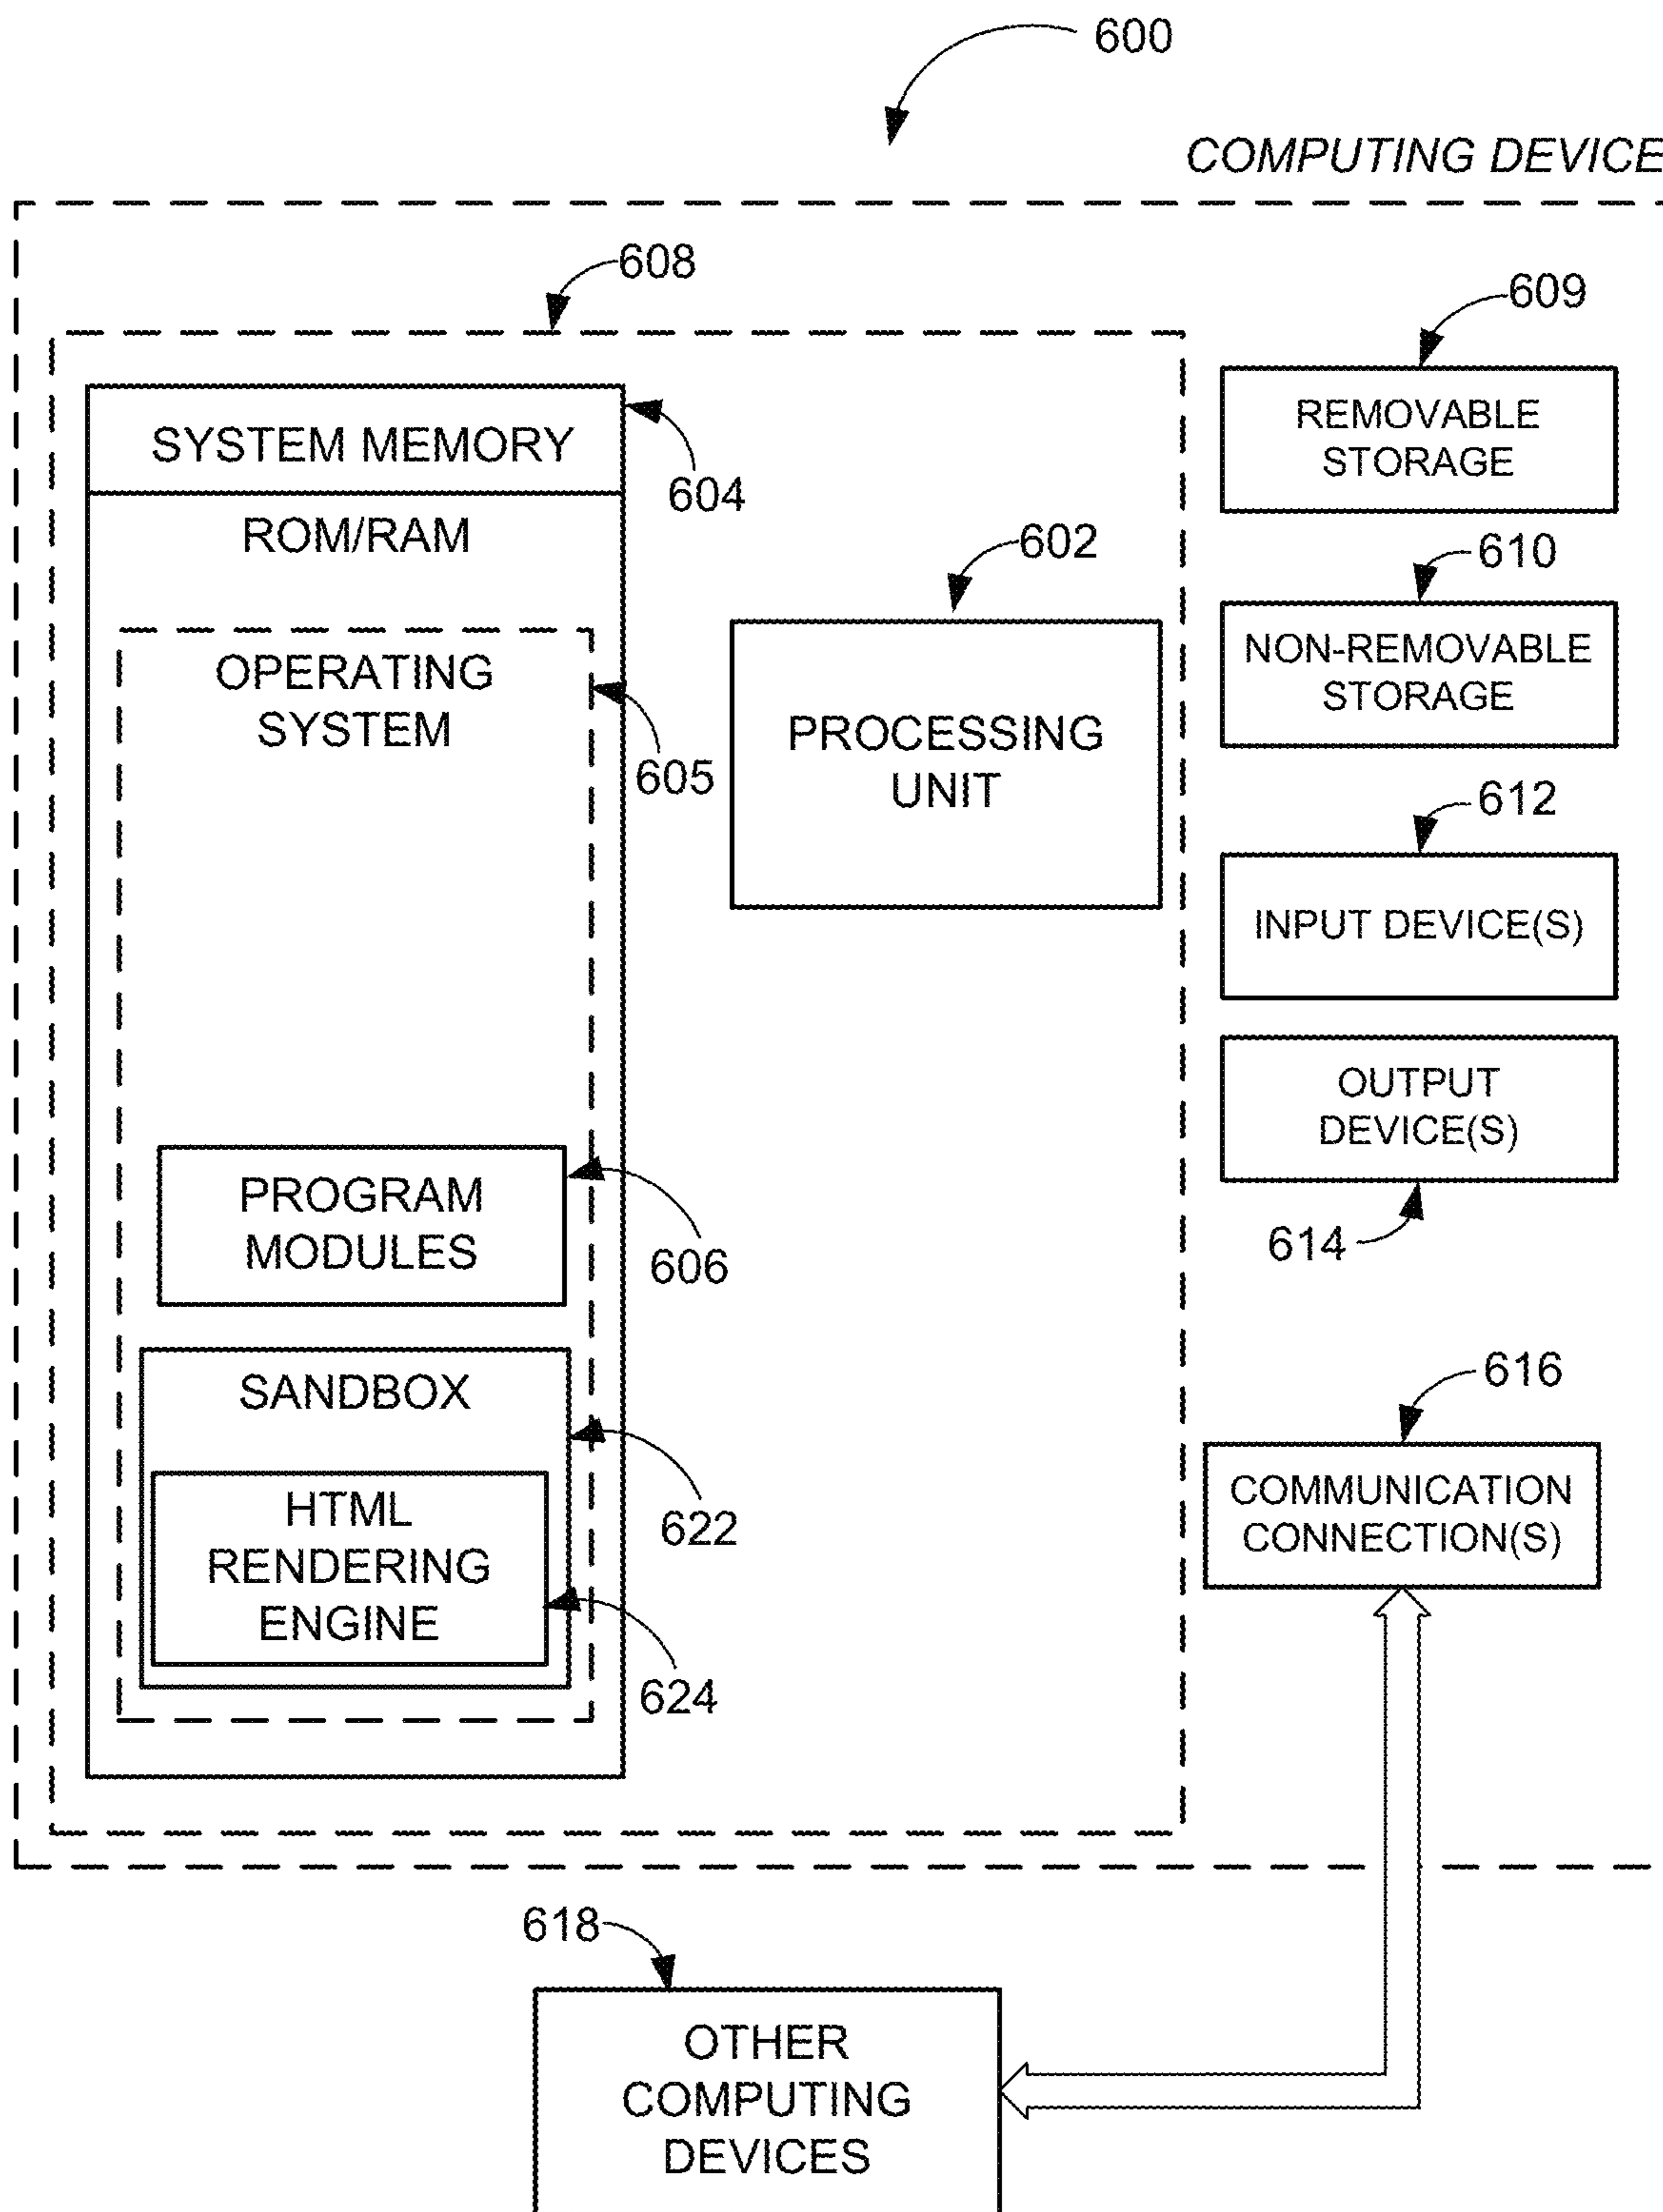 600
COMPUTING DEVICE
608
609
SYSTEM MEMORY
604
ROM/RAM
REMOVABLE
STORAGE
602
610
OPERATING
SYSTEM
605
PROCESSING
UNIT
NON-REMOVABLE
STORAGE
612
INPUT DEVICE(S)
OUTPUT
DEVICE(S)
614
PROGRAM
MODULES
606
SANDBOX
622
616
HTML
RENDERING
ENGINE
624
COMMUNICATION
CONNECTION(S)
618
OTHER
COMPUTING
DEVICES